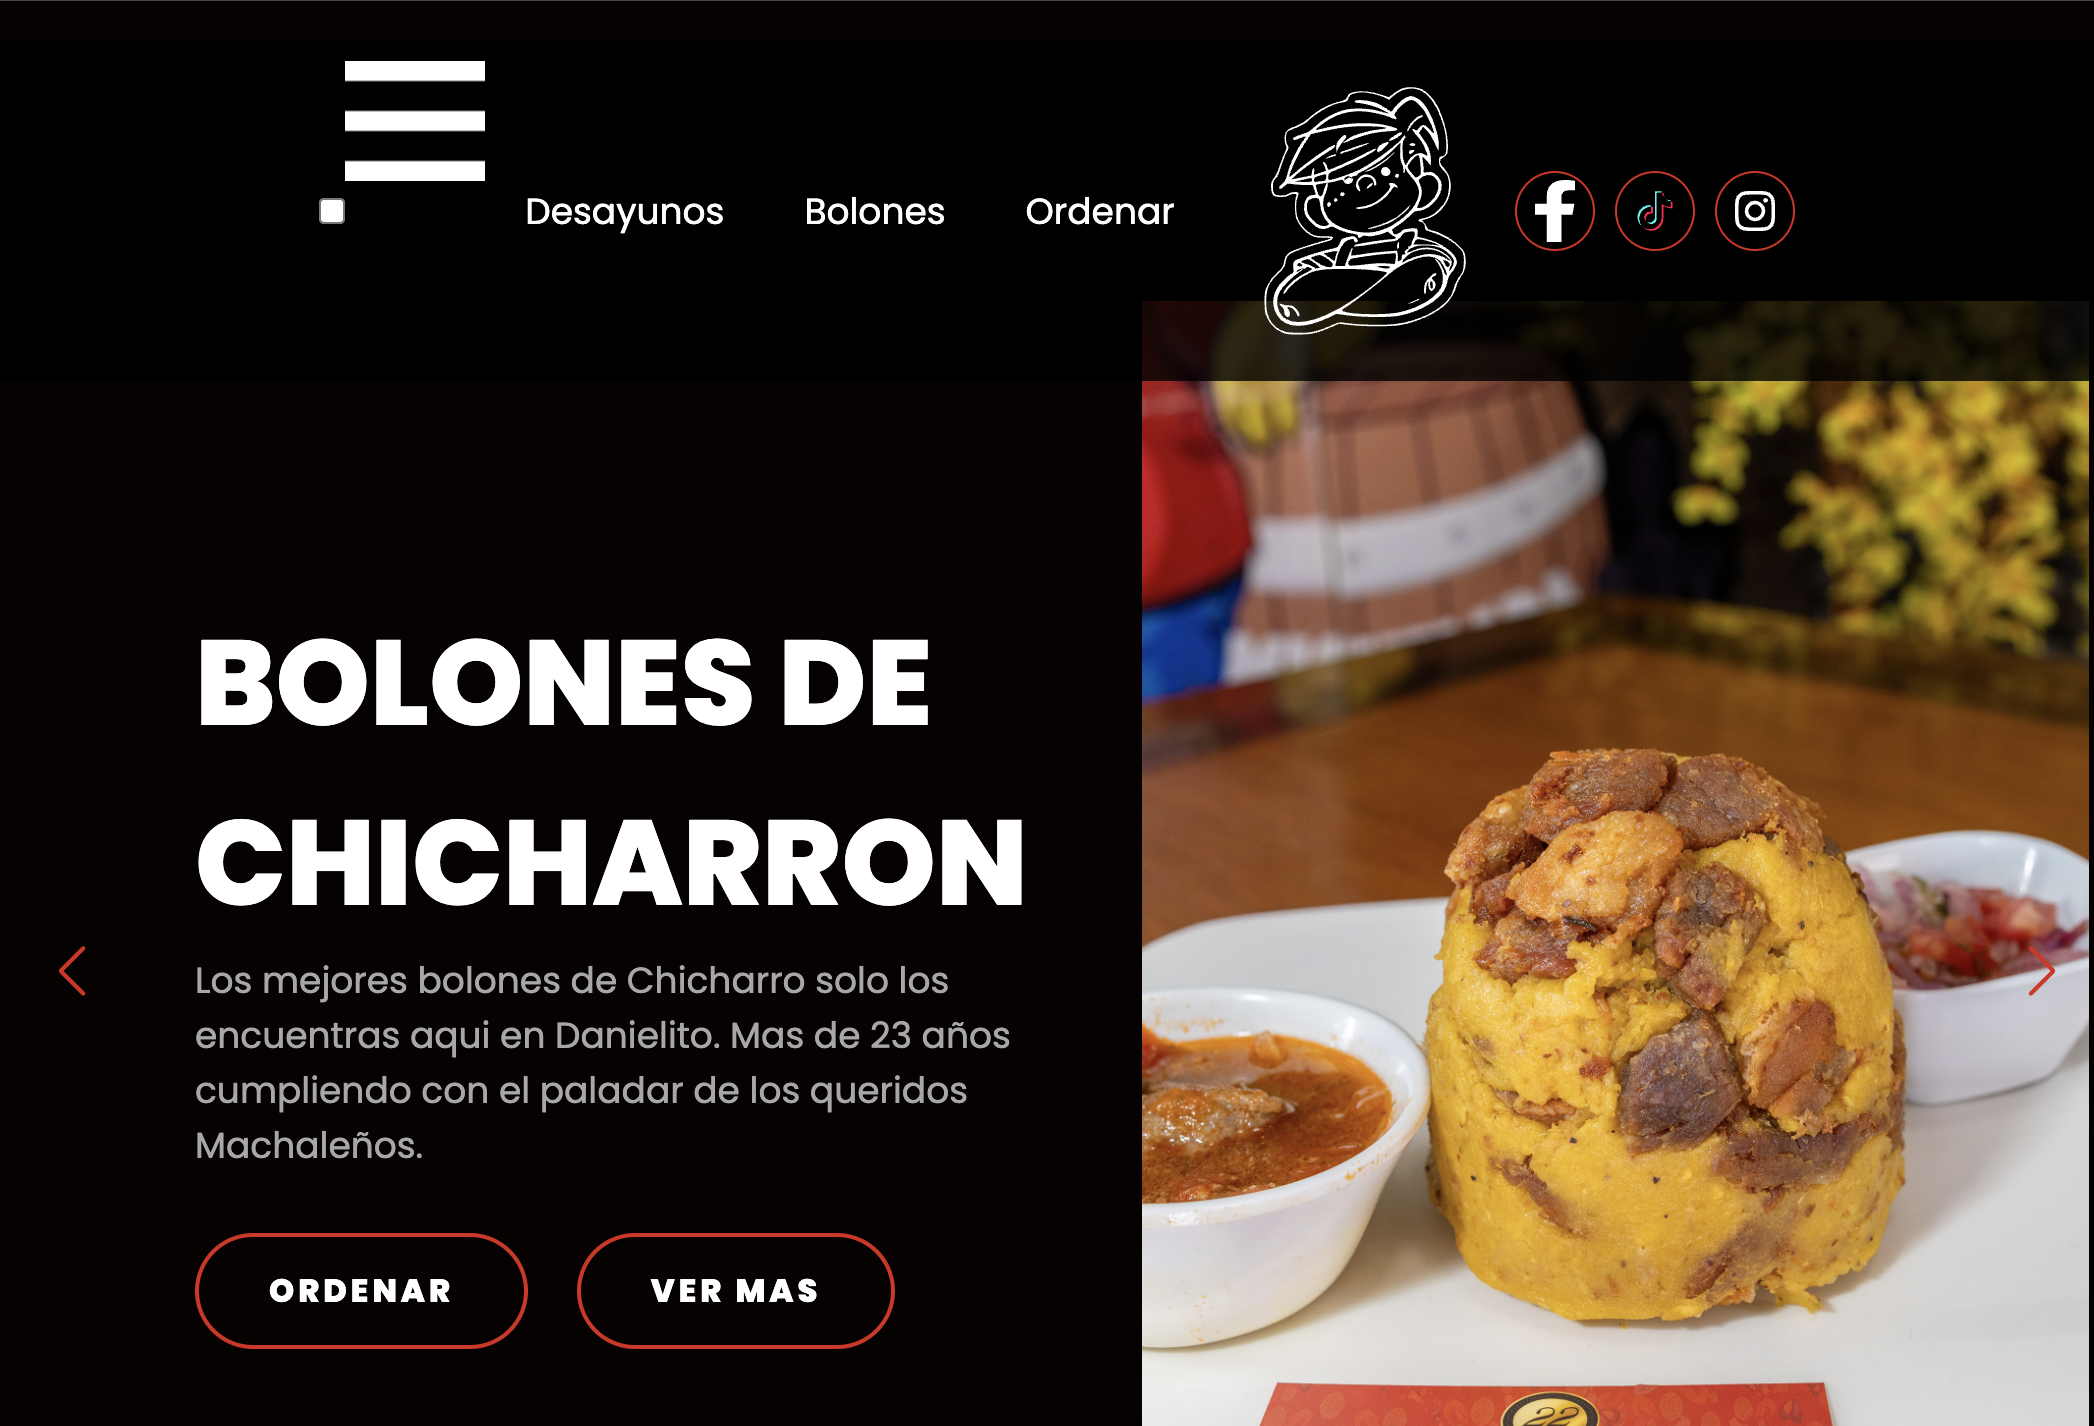 Desayunos
Bolones
Ordenar
BOLONES DE
CHICHARRON
Los mejores bolones de Chicharro solo los
encuentras aqui en Danielito. Mas de 23 años
cumpliendo con el paladar de los queridos
Machaleños.
ORDENAR
VER MAS